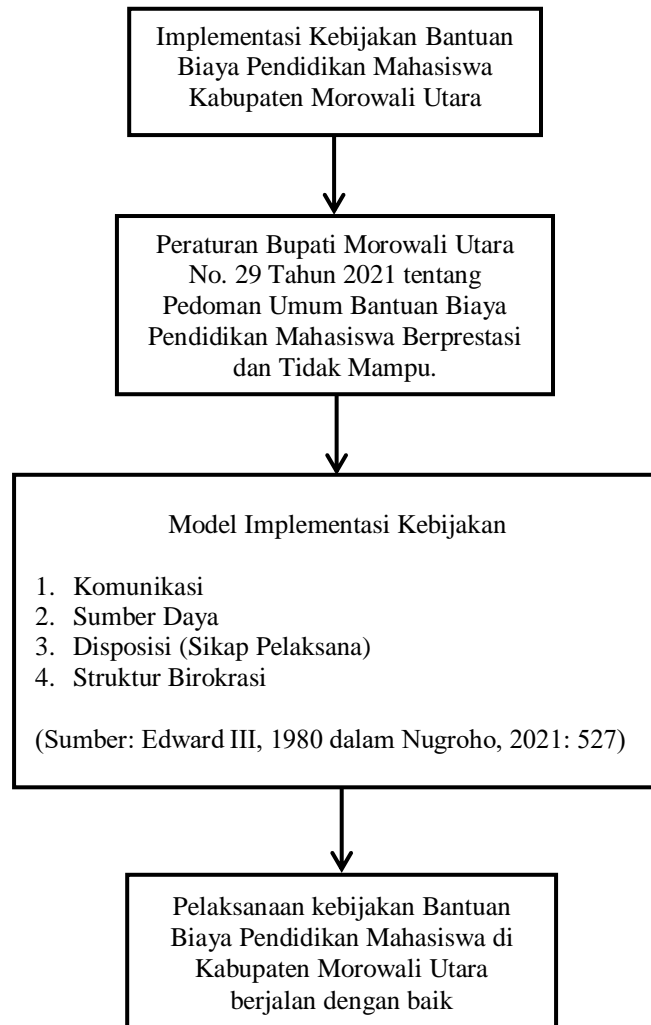 Implementasi Kebijakan Bantuan
Biaya Pendidikan Mahasiswa
Kabupaten Morowali Utara
Peraturan Bupati Morowali Utara
No. 29 Tahun 2021 tentang
Pedoman Umum Bantuan Biaya
Pendidikan Mahasiswa Berprestasi
dan Tidak Mampu.
Model Implementasi Kebijakan
1. Komunikasi
2. Sumber Daya
3. Disposisi (Sikap Pelaksana)
4. Struktur Birokrasi
(Sumber: Edward III, 1980 dalam Nugroho, 2021: 527)
Pelaksanaan kebijakan Bantuan
Biaya Pendidikan Mahasiswa di
Kabupaten Morowali Utara
berjalan dengan baik